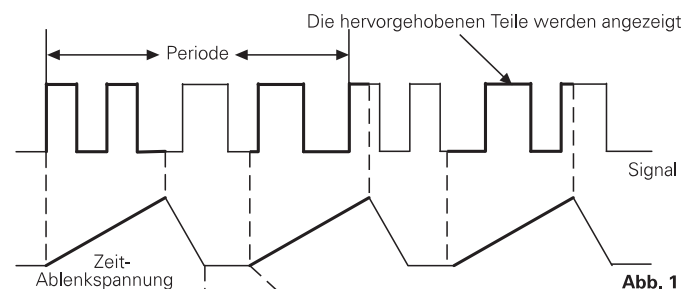 Die hervorgehobenen Teile werden angezeigt
Periode
Signal
Zeit-
Ablenkspannung
Abb. 1